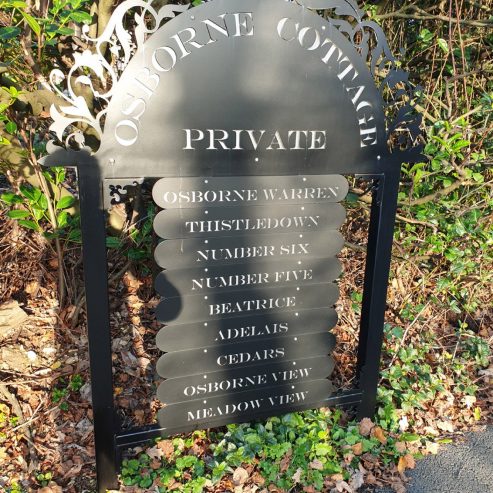 OSBORNE COTTAGE
PRIVATE
OSBORNE WARREN
THISTLEDOWN
NUMBER SIX
NUMBER FIVE
BEATRICE
ADELAIS
CEDARS
OSBORNE VIEW
MEADOW VIEW